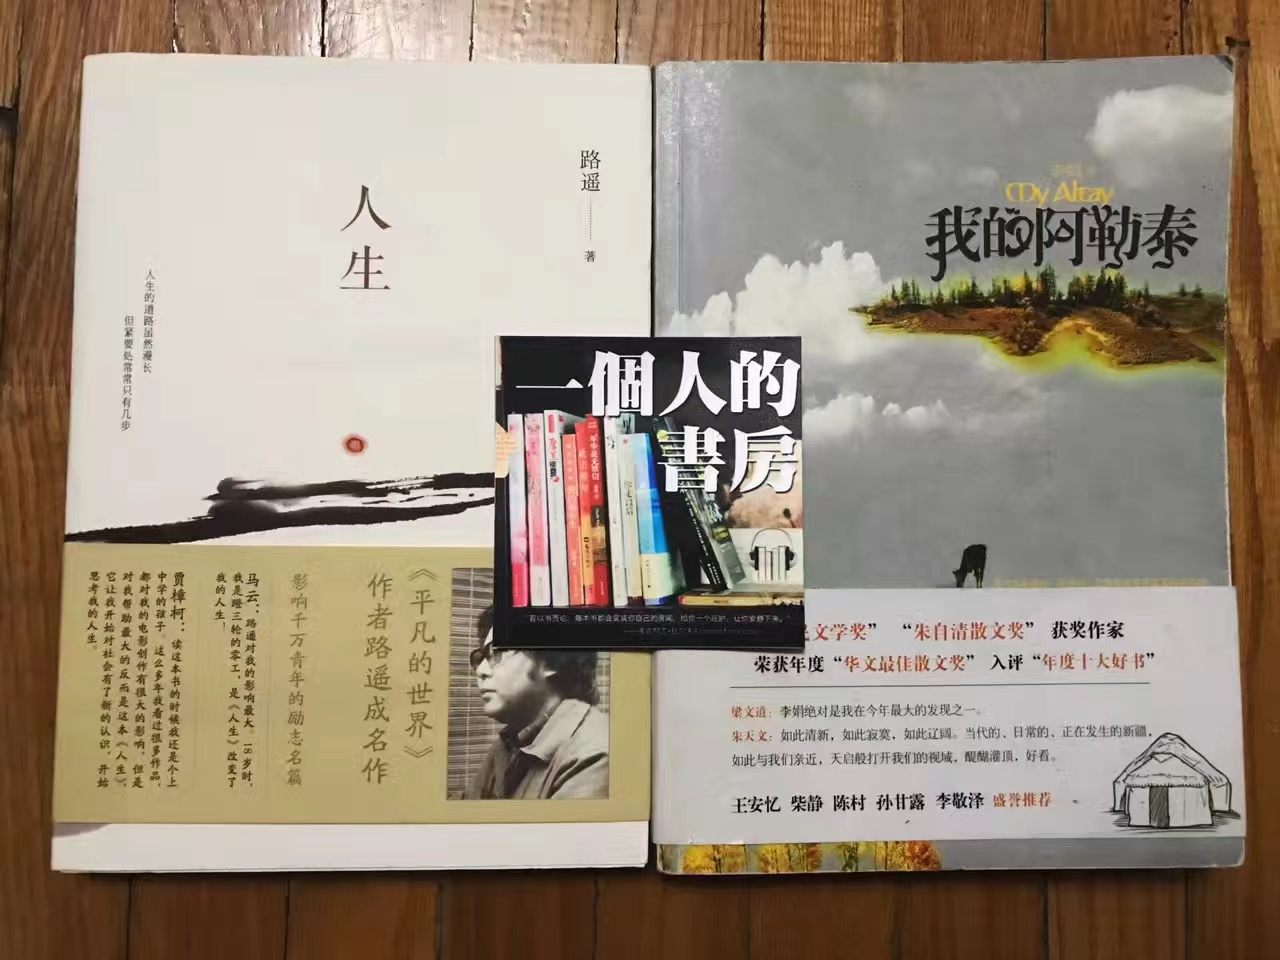 路遥
著
人生
人生的道路虽然漫长
但紧要处常常只有几步
《平凡的世界》
作者路遥成名作
影响千万青年的励志名篇
马云：路遥对我的影响最大。18岁时，
我是蹬三轮的零工，是《人生》改变了
我的人生！
贾樟柯：读这本书的时候我还是个上
中学的孩子，这么多年我看过很多作品，
都对我的电影创作有很大的影响，但是
对我帮助最大的反而是这本《人生》，
它让我开始对社会有了新的认识，开始
思考我的人生。
一個人的
書房
My Altay
我的阿勒泰
文学奖” “朱自清散文奖” 获奖作家
荣获年度“华文最佳散文奖” 入评“年度十大好书”
梁文道：李娟绝对是我在今年最大的发现之一。
朱天文：如此清新，如此寂寞，如此辽阔。当代的、日常的、正在发生的新疆，
如此与我们亲近，天启般打开我们的视域，醍醐灌顶，好看。
王安忆 柴静 陈村 孙甘露 李敬泽 盛誉推荐